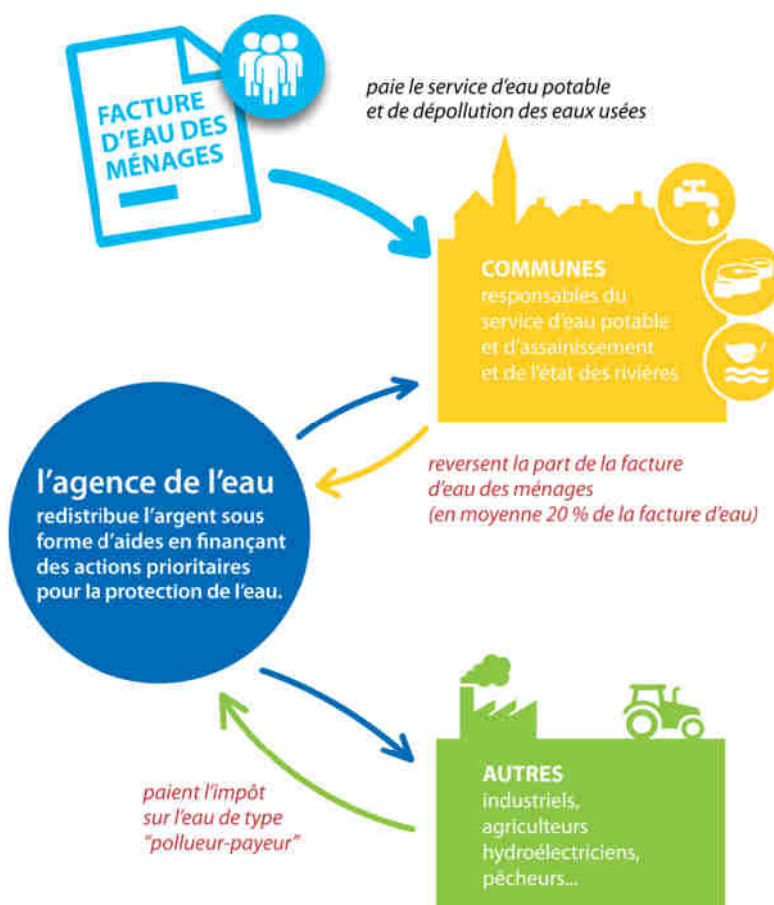 FACTURE
D'EAU DES
MÉNAGES
paie le service d'eau potable
et de dépollution des eaux usées
COMMUNES
responsables du
service d'eau potable
et d'assainissement
et de l'état des rivières
l'agence de l'eau
redistribue l'argent sous
forme d'aides en finançant
des actions prioritaires
pour la protection de l'eau.
reversent la part de la facture
d'eau des ménages
(en moyenne 20 % de la facture d'eau)
paient l'impôt
sur l'eau de type
"pollueur-payeur"
AUTRES
industriels,
agriculteurs
hydroélectriciens,
pêcheurs...